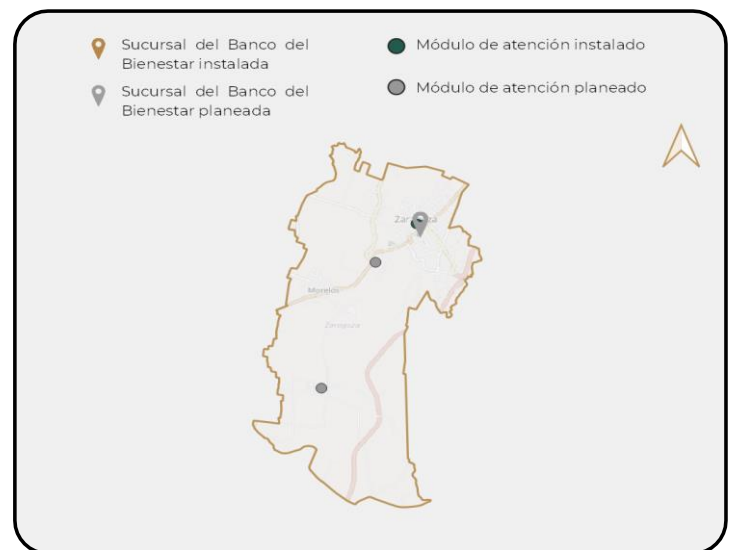 Sucursal del Banco del
Bienestar instalada
Sucursal del Banco del
Bienestar planeada
Módulo de atención instalado
Módulo de atención planeado
Morelos
Zaragoza